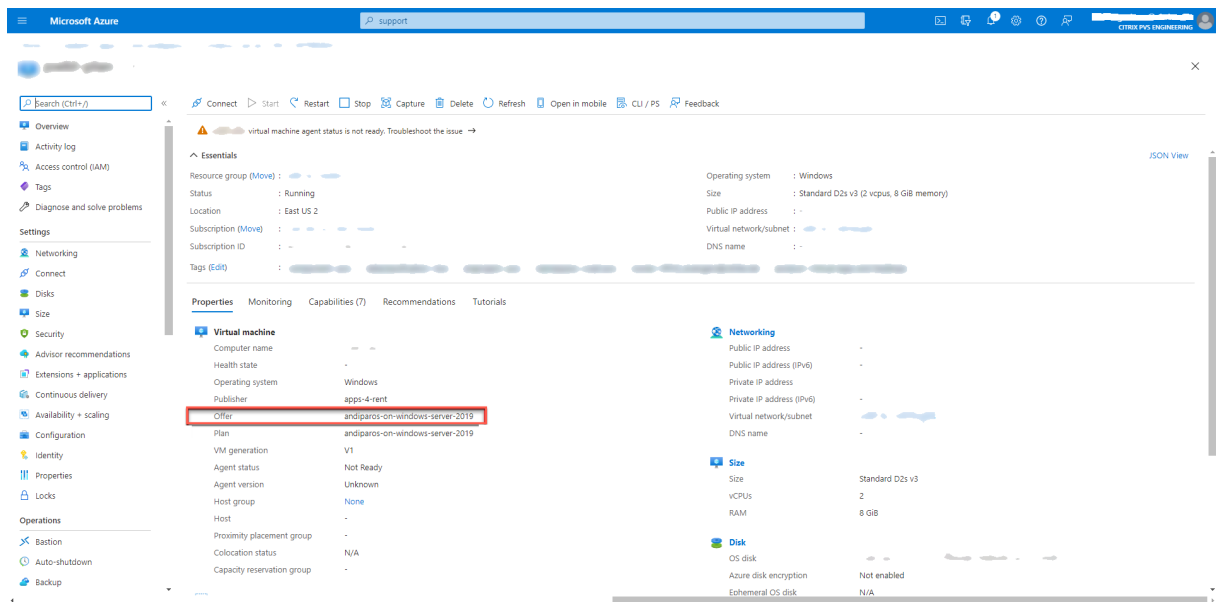 Microsoft Azure
support
1
CITRIX PVS ENGINEERING
Search (Ctrl+/)
Connect Start Restart Stop Capture Delete Refresh Open in mobile CLI / PS Feedback
virtual machine agent status is not ready. Troubleshoot the issue →
Essentials
JSON View
Resource group (Move) :
Status : Running
Location : East US 2
Subscription (Move) :
Subscription ID :
Tags (Edit) :
Operating system : Windows
Size : Standard D2s v3 (2 vcpus, 8 GiB memory)
Public IP address : -
Virtual network/subnet :
DNS name : -
Overview
Activity log
Access control (IAM)
Tags
Diagnose and solve problems
Settings
Networking
Connect
Disks
Size
Security
Advisor recommendations
Extensions + applications
Continuous delivery
Availability + scaling
Configuration
Identity
Properties
Locks
Operations
Bastion
Auto-shutdown
Backup
Properties Monitoring Capabilities (7) Recommendations Tutorials
Virtual machine
Computer name
Health state -
Operating system Windows
Publisher apps-4-rent
Offer andiparos-on-windows-server-2019
Plan andiparos-on-windows-server-2019
VM generation V1
Agent status Not Ready
Agent version Unknown
Host group None
Host -
Proximity placement group -
Colocation status N/A
Capacity reservation group -
Networking
Public IP address -
Public IP address (IPv6) -
Private IP address
Private IP address (IPv6) -
Virtual network/subnet
DNS name -
Size
Size Standard D2s v3
vCPUs 2
RAM 8 GiB
Disk
OS disk
Azure disk encryption Not enabled
Ephemeral OS disk N/A